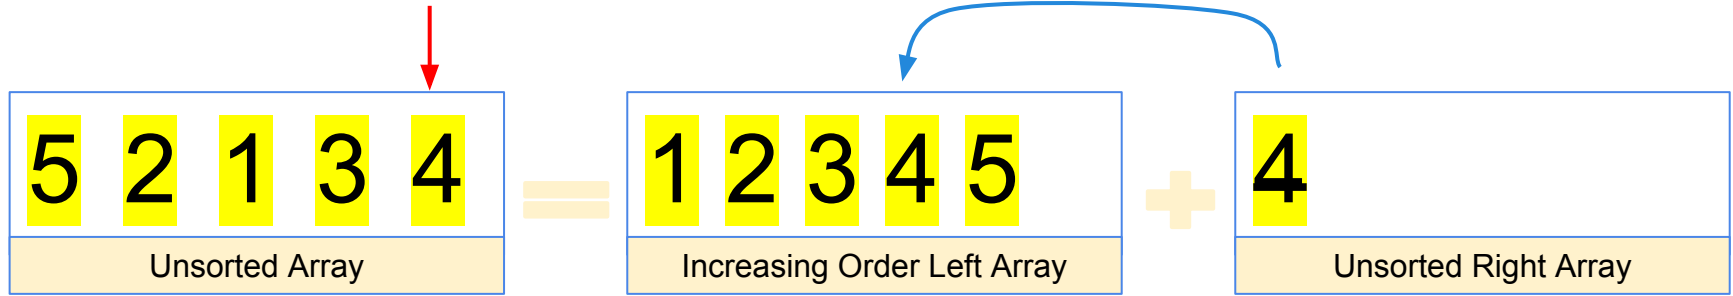 5 2 1 3 4
Unsorted Array
1 2 3 4 5
Increasing Order Left Array
4
Unsorted Right Array